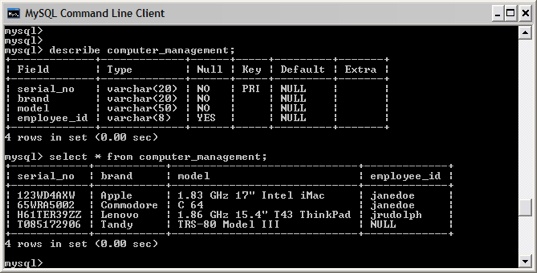 MySQL Command Line Client
mysql>
mysql>
mysql> describe computer_management;
+-------------+-------------+------+-----+---------+-------+
| Field       | Type        | Null | Key | Default | Extra |
+-------------+-------------+------+-----+---------+-------+
| serial_no   | varchar(20) | NO   | PRI | NULL    |       |
| brand       | varchar(20) | NO   |     | NULL    |       |
| model       | varchar(50) | NO   |     | NULL    |       |
| employee_id | varchar(8)  | YES  |     | NULL    |       |
+-------------+-------------+------+-----+---------+-------+
4 rows in set (0.00 sec)
mysql> select * from computer_management;
+------------+-----------+-----------------------------+-------------+
| serial_no  | brand     | model                       | employee_id |
+------------+-----------+-----------------------------+-------------+
| 123WD4AXW  | Apple     | 1.83 GHz 17" Intel iMac     | janedoe     |
| 65WRA5002  | Commodore | C 64                        | janedoe     |
| H61TER39ZZ | Lenovo    | 1.86 GHz 15.4" T43 ThinkPad | jrudolph    |
| T085172906 | Tandy     | TRS-80 Model III            | NULL        |
+------------+-----------+-----------------------------+-------------+
4 rows in set (0.00 sec)
mysql>